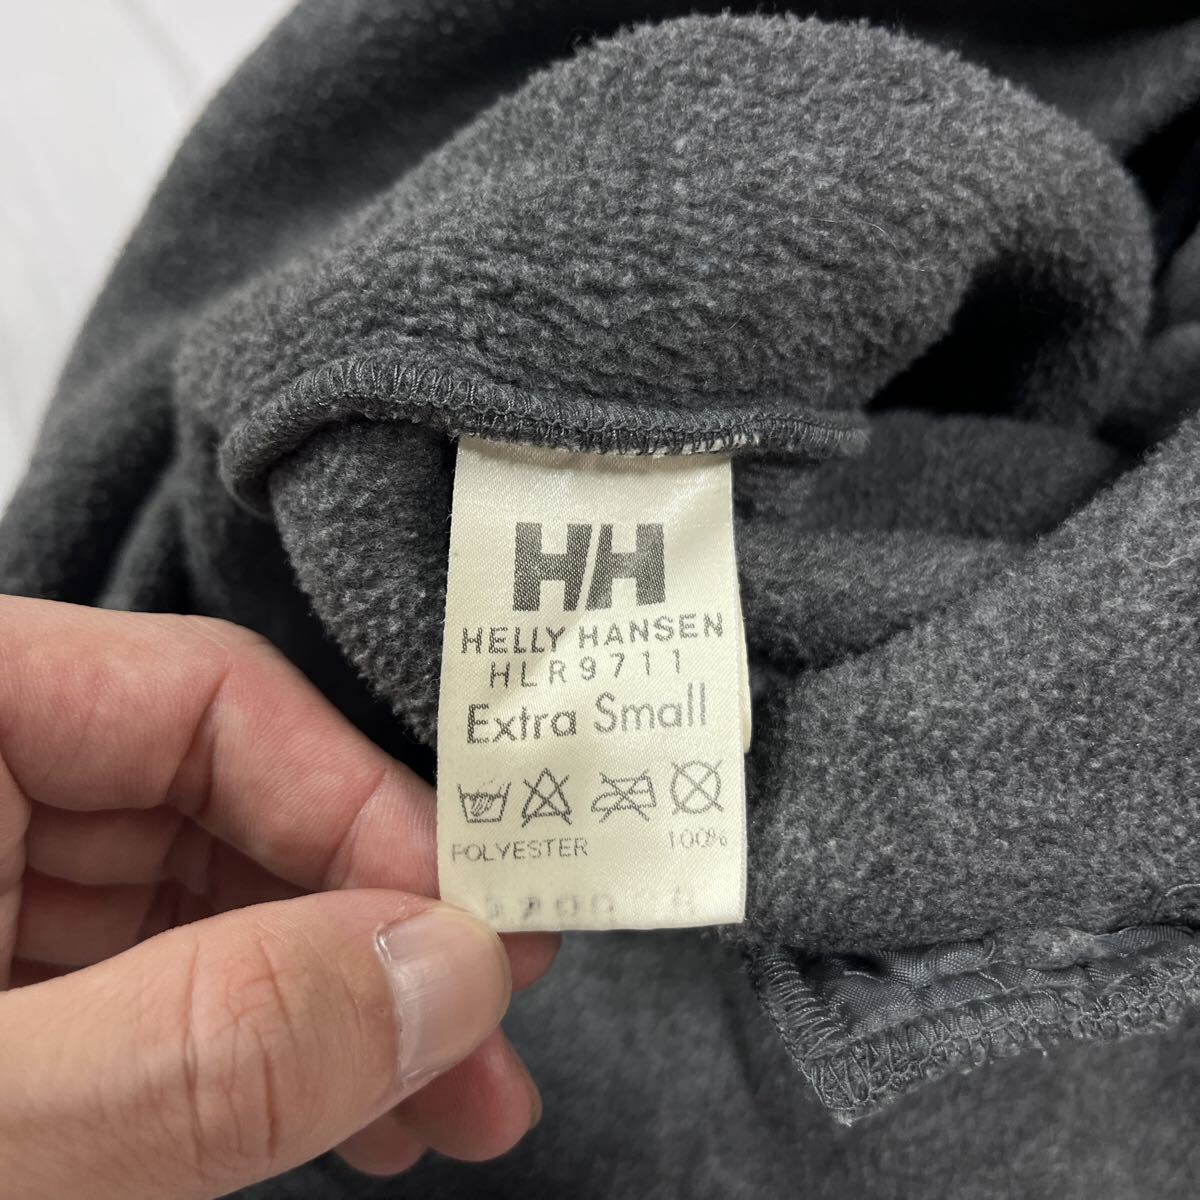 HH
HELLY HANSEN
HLR9711
Extra Small
POLYESTER 100%